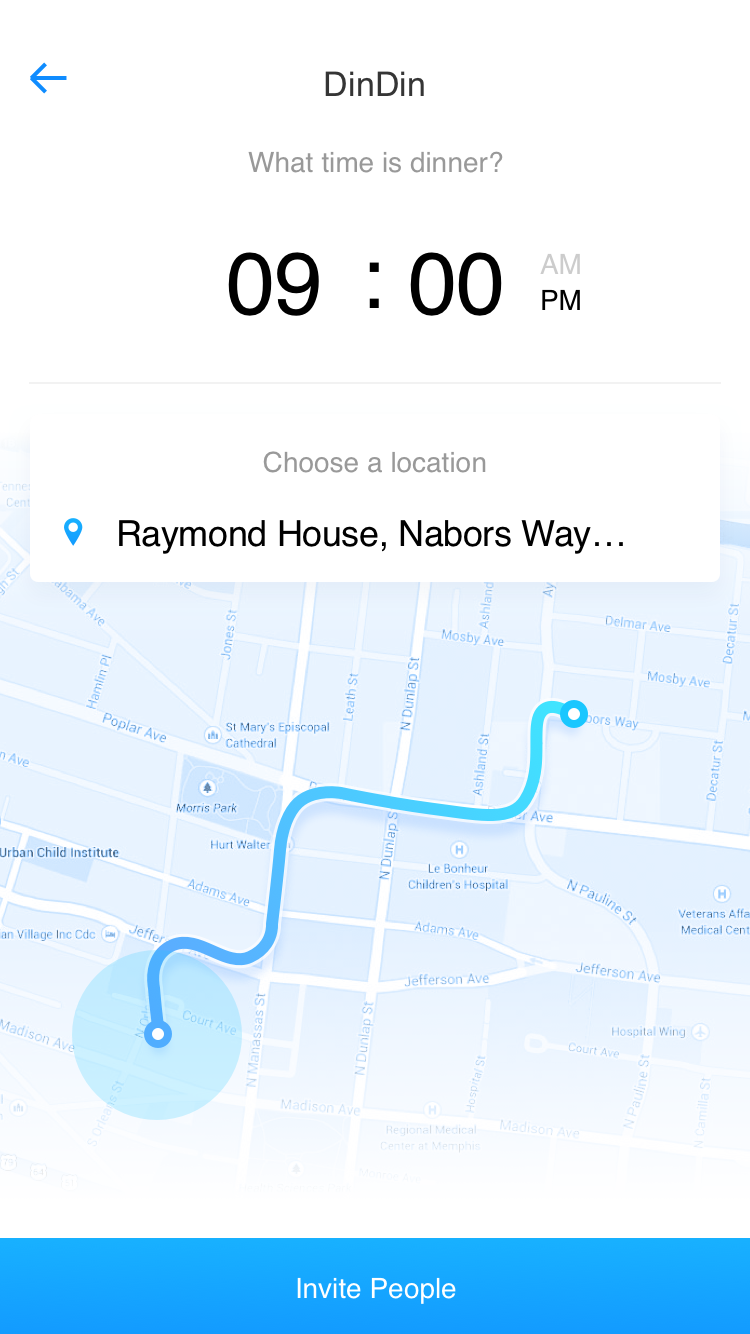 DinDin
What time is dinner?
09 : 00
AM
PM
Choose a location
Raymond House, Nabors Way…
Jones St
Ashland
Delmar Ave
Decatur St
Mosby Ave
Hamlin Pl
Leath St
N Dunlap St
Mosby Ave
Poplar Ave
St Mary's Episcopal
Cathedral
Ashland St
Decatur St
Morris Park
Hurt Walter
N Dunlap S
Ave
Urban Child Institute
Le Bonheur
Children's Hospital
Adams Ave
N Pauline St
Veterans Affa
Medical Cent
an Village Inc Cdc
Jeffer
Adams Ave
Jefferson Ave
Jefferson Ave
Court Ave
Madison Ave
N Manassas St
N Dunlap St
Hospital Wing
Court Ave
Hospital St
N Pauline St
S Orleans St
Madison Ave
Regional Medical
Center at Memphis
Madison Ave
N Camilla St
Invite People